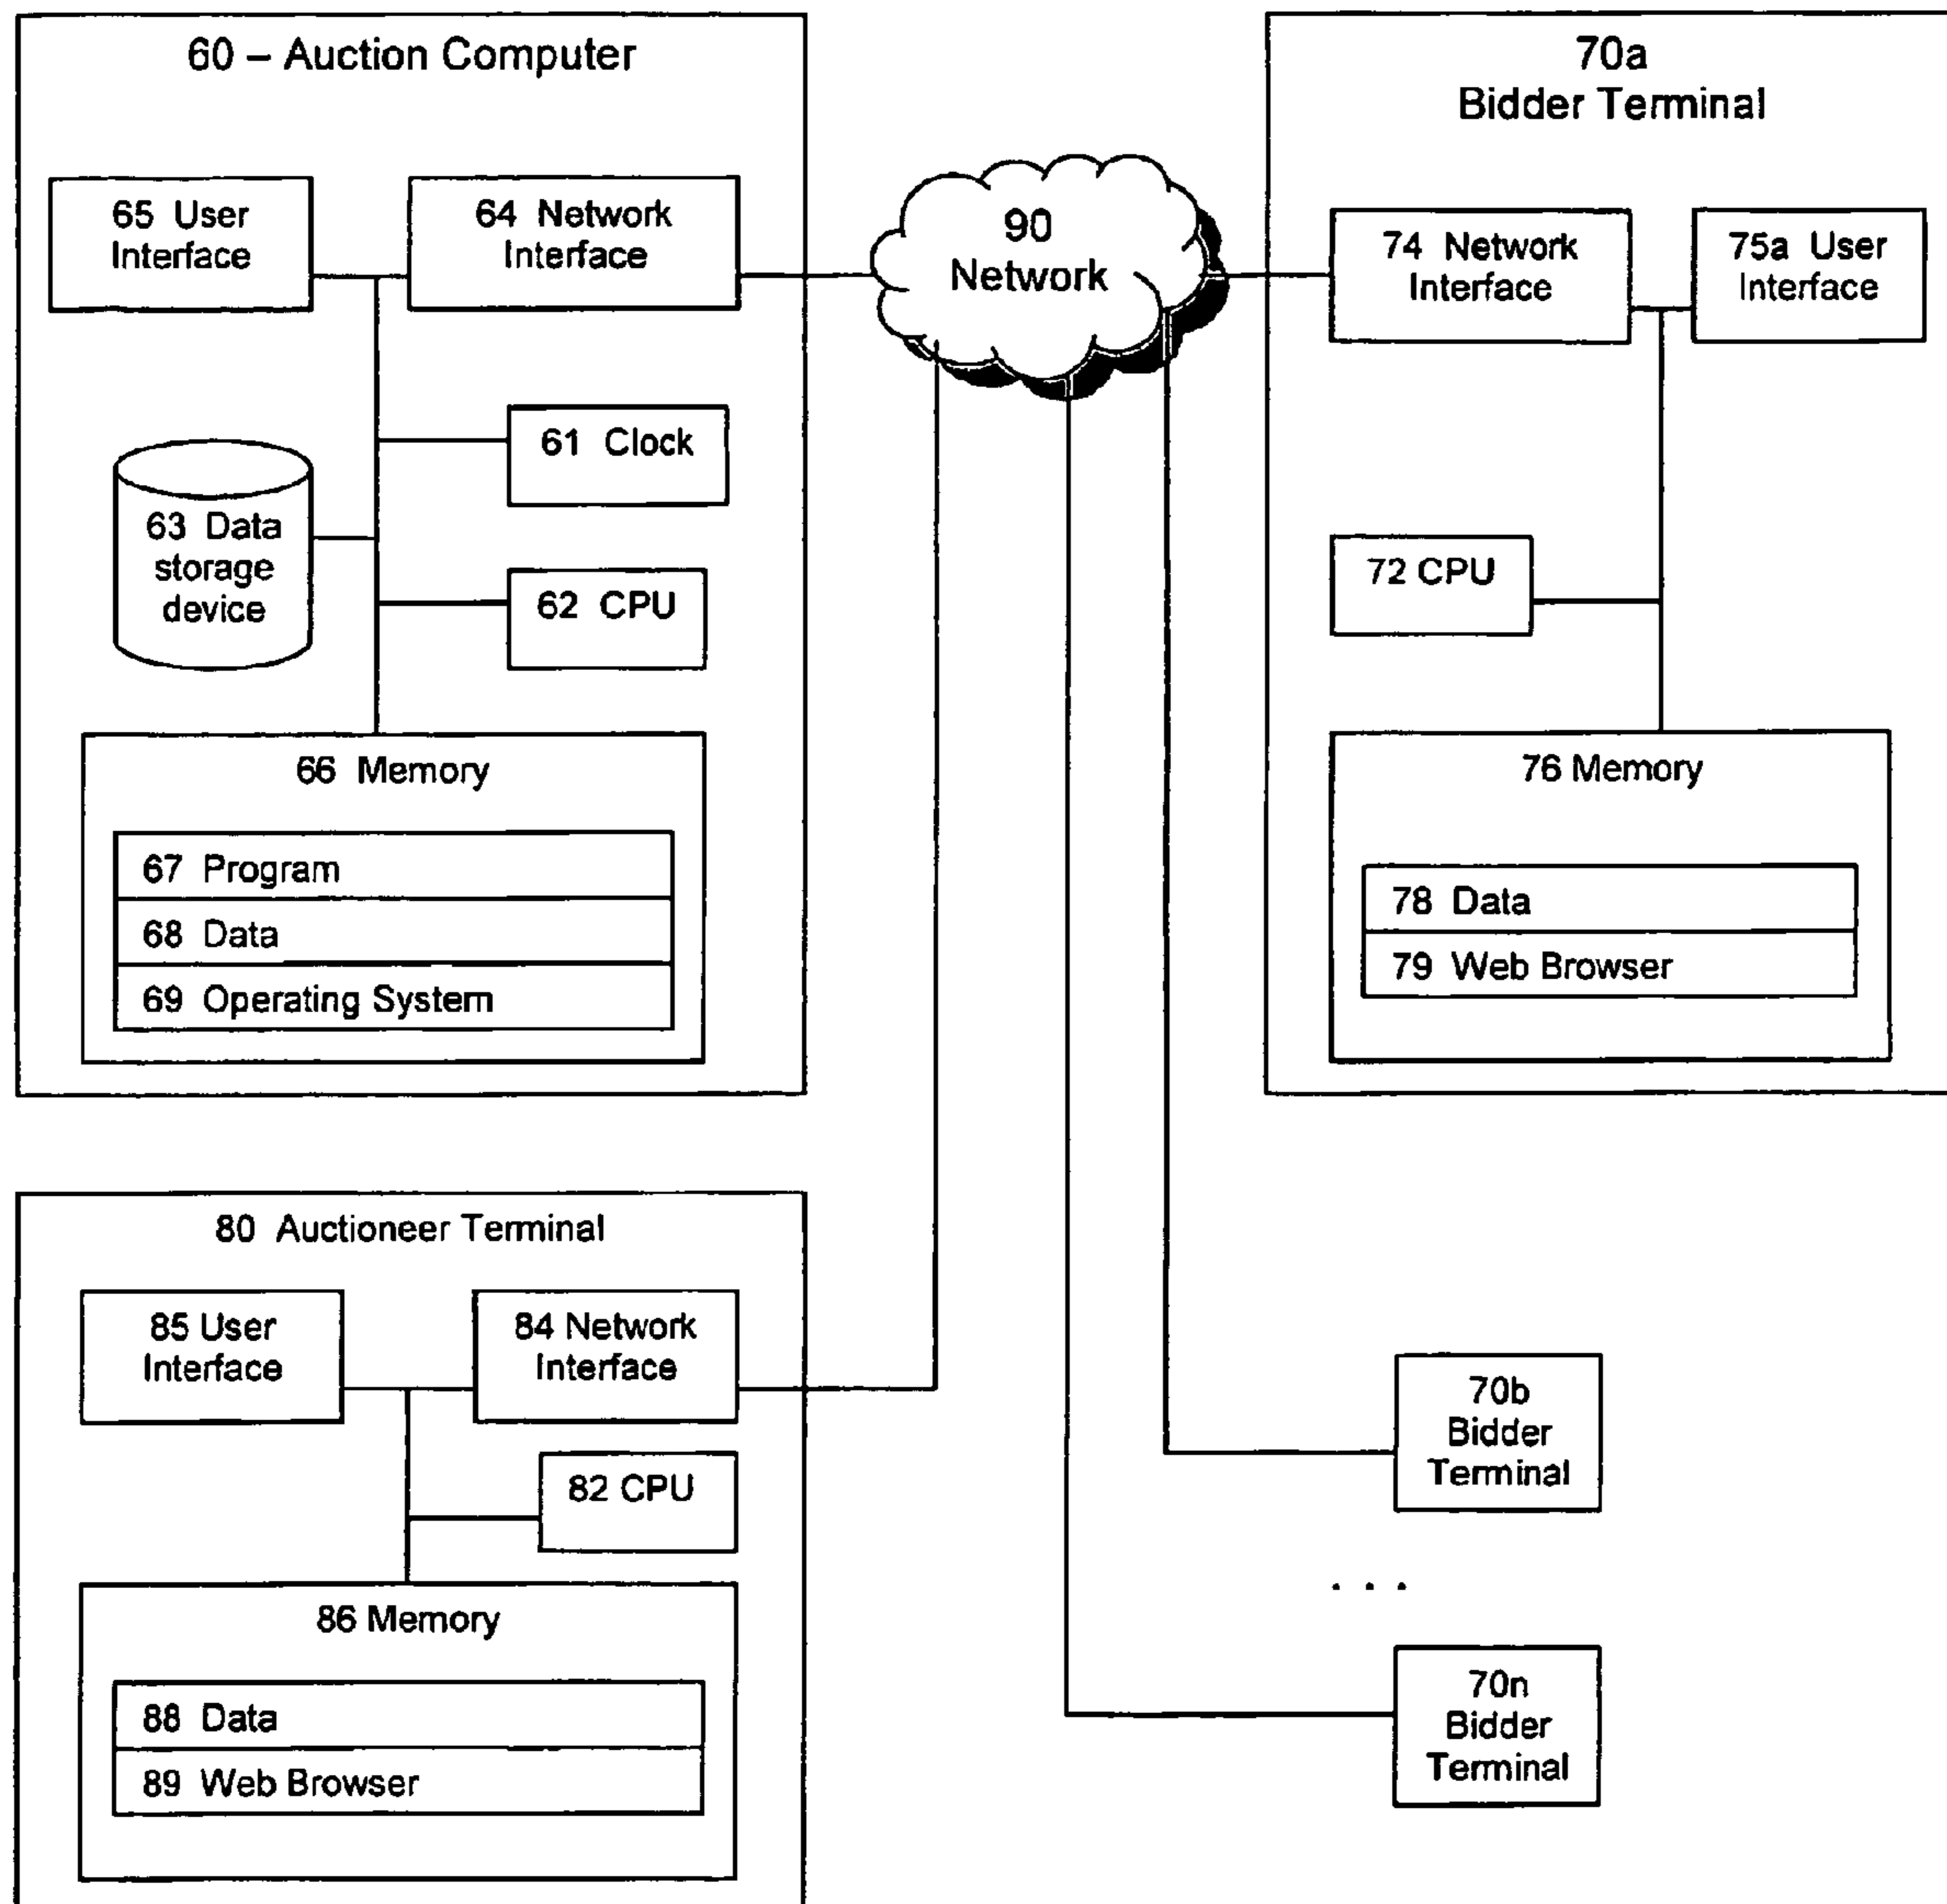 60 – Auction Computer
65 User
Interface
64 Network
Interface
61 Clock
63 Data
storage
device
62 CPU
66 Memory
67 Program
68 Data
69 Operating System
90
Network
70a
Bidder Terminal
74 Network
Interface
75a User
Interface
72 CPU
76 Memory
78 Data
79 Web Browser
80 Auctioneer Terminal
85 User
Interface
84 Network
Interface
82 CPU
86 Memory
88 Data
89 Web Browser
70b
Bidder
Terminal
. . .
70n
Bidder
Terminal